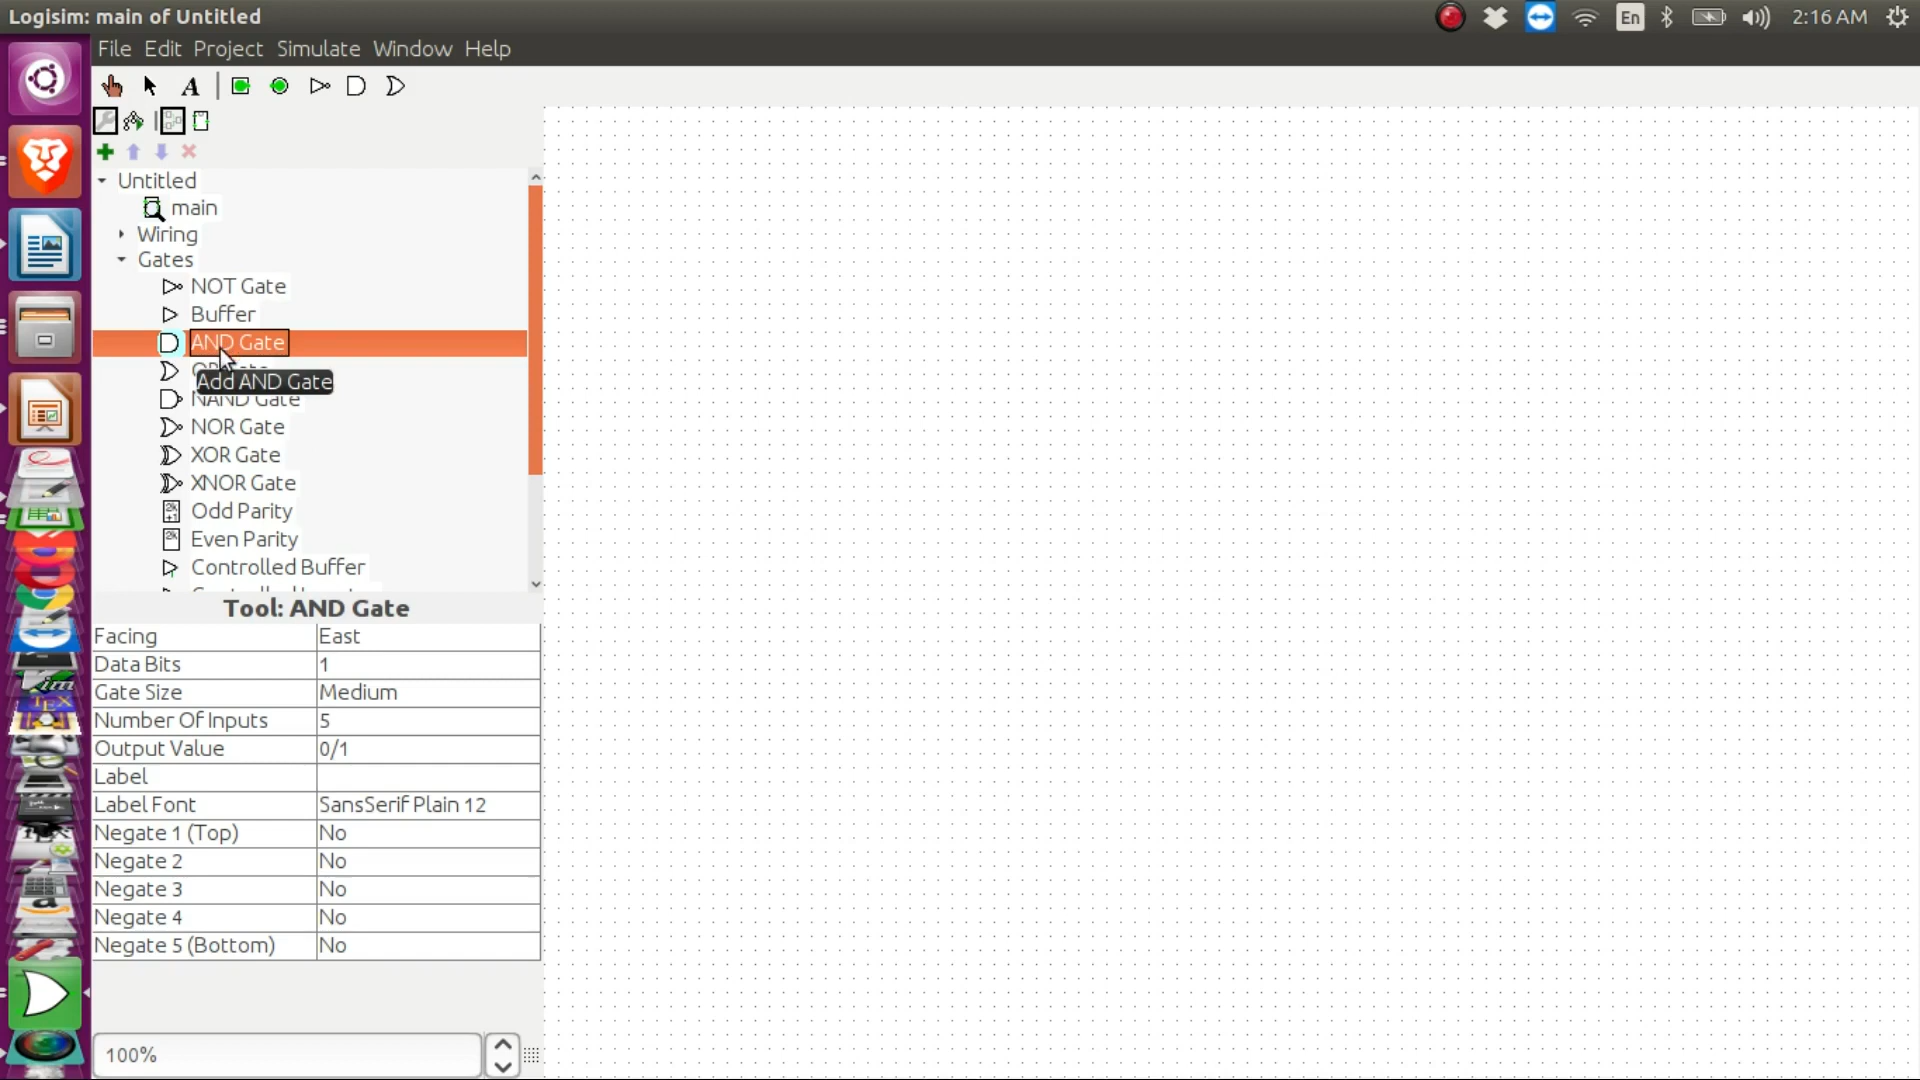 Logisim: main of Untitled
En
2:16 AM
File Edit Project Simulate Window Help
A
Untitled
main
Wiring
Gates
NOT Gate
Buffer
AND Gate
Add AND Gate
NAND Gate
NOR Gate
XOR Gate
XNOR Gate
Odd Parity
Even Parity
Controlled Buffer
Tool: AND Gate
Facing East
Data Bits 1
Gate Size Medium
Number Of Inputs 5
Output Value 0/1
Label
Label Font SansSerif Plain 12
Negate 1 (Top) No
Negate 2 No
Negate 3 No
Negate 4 No
Negate 5 (Bottom) No
100%